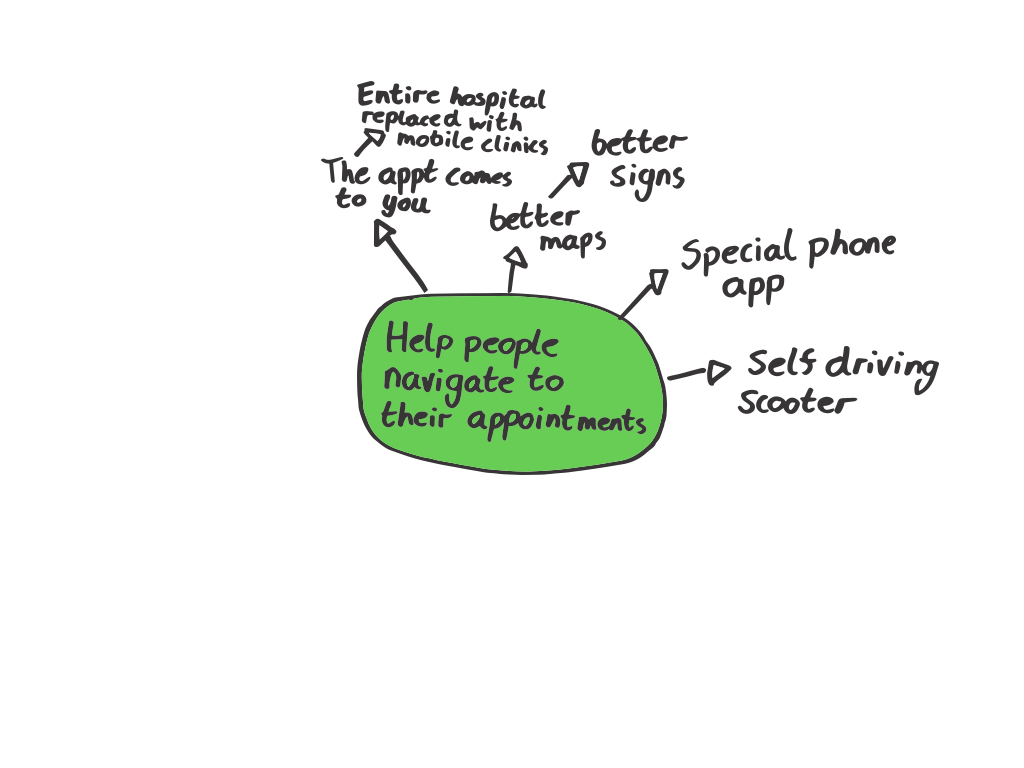 Entire hospital
replaced with
mobile clinics
The appt comes
to you
better
signs
better
maps
Special phone
app
Self driving
scooter
Help people
navigate to
their appointments